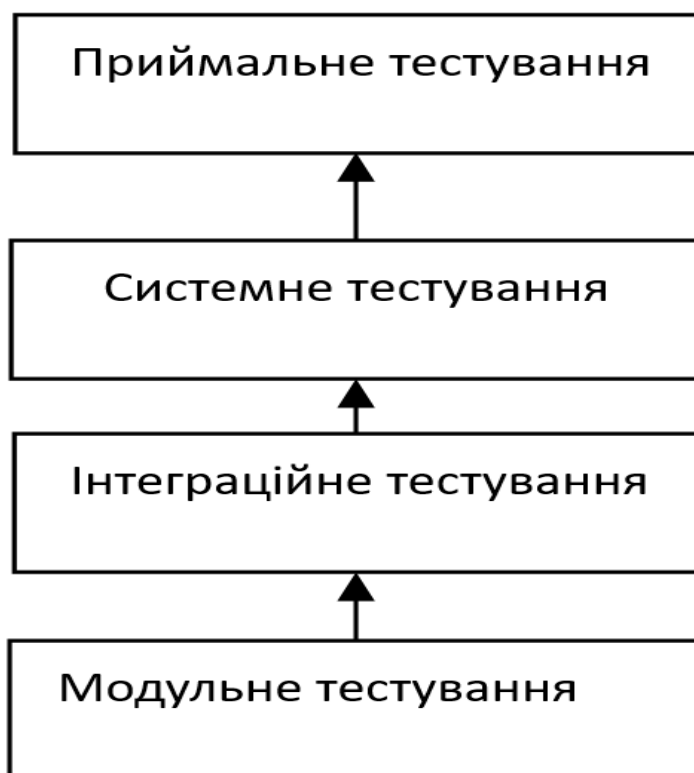 Приймальне тестування
Системне тестування
Інтеграційне тестування
Модульне тестування